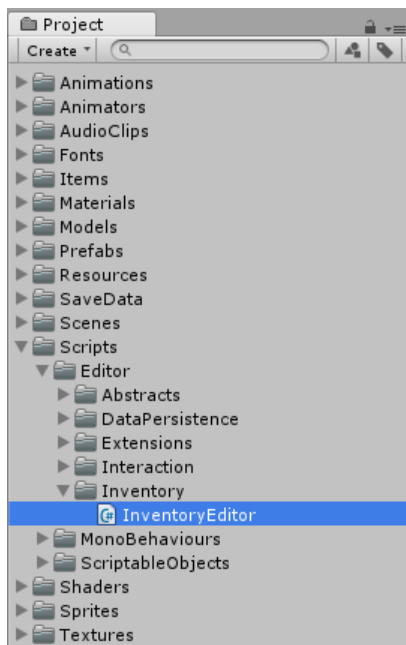 Project
Create
Animations
Animators
AudioClips
Fonts
Items
Materials
Models
Prefabs
Resources
SaveData
Scenes
Scripts
Editor
Abstracts
DataPersistence
Extensions
Interaction
Inventory
InventoryEditor
MonoBehaviours
ScriptableObjects
Shaders
Sprites
Textures